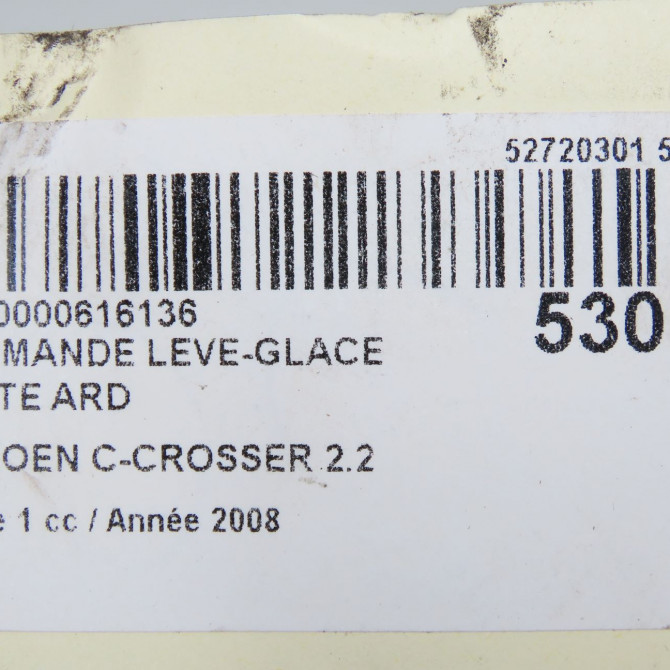 52720301 5
0000616136
530
MANDE LEVE-GLACE
TE ARD
OEN C-CROSSER 2.2
e 1 cc / Année 2008